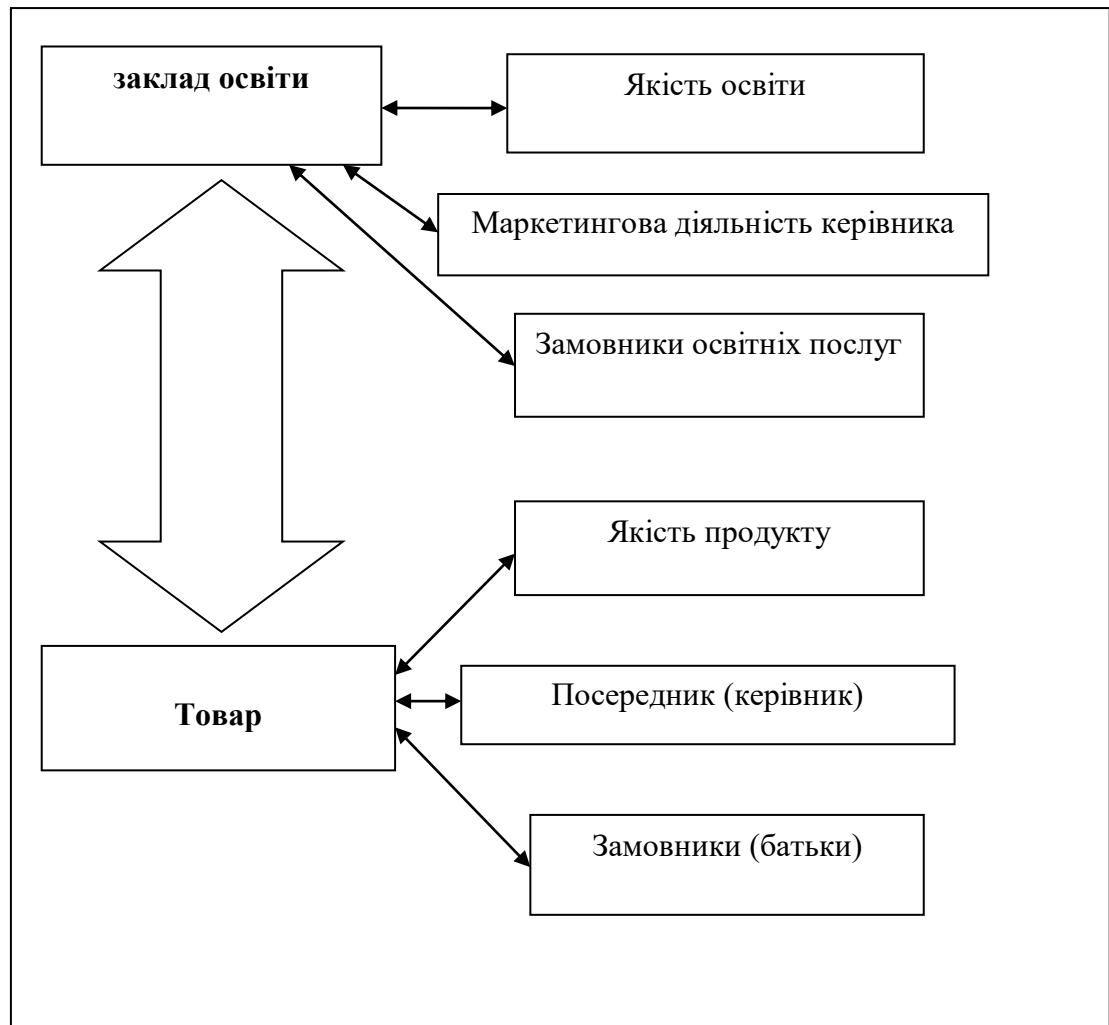 заклад освіти
Якість освіти
Маркетингова діяльність керівника
Замовники освітніх послуг
Якість продукту
Товар
Посередник (керівник)
Замовники (батьки)